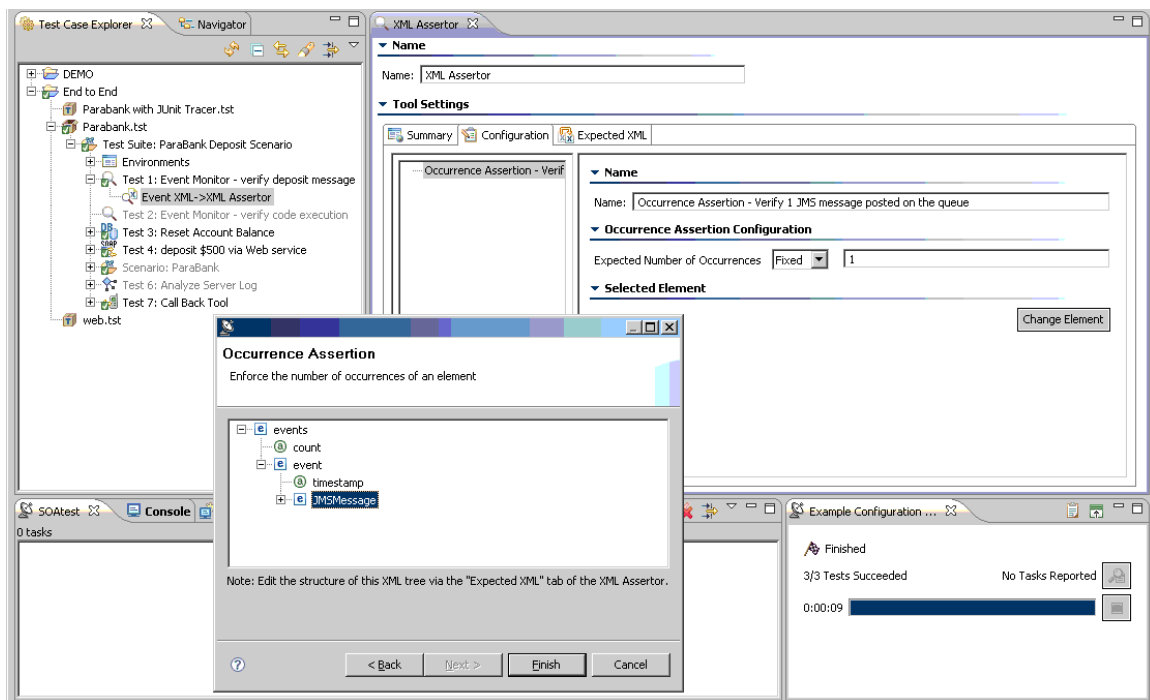 Test Case Explorer
Navigator
DEMO
End to End
Parabank with JUnit Tracer.tst
Parabank.tst
Test Suite: ParaBank Deposit Scenario
Environments
Test 1: Event Monitor - verify deposit message
Event XML->XML Assertor
Test 2: Event Monitor - verify code execution
DB
Test 3: Reset Account Balance
SOAP
Test 4: deposit $500 via Web service
Scenario: ParaBank
Test 6: Analyze Server Log
Test 7: Call Back Tool
web.tst
XML Assertor
Name
Name: XML Assertor
Tool Settings
Summary
Configuration
Expected XML
Occurrence Assertion - Verif
Name
Name: Occurrence Assertion - Verify 1 JMS message posted on the queue
Occurrence Assertion Configuration
Expected Number of Occurrences Fixed 1
Selected Element
Change Element
Occurrence Assertion
Enforce the number of occurrences of an element
e events
@ count
e event
@ timestamp
e JMSMessage
Note: Edit the structure of this XML tree via the "Expected XML" tab of the XML Assertor.
? < Back Next > Finish Cancel
SOAtest
Console
0 tasks
Example Configuration ...
Finished
3/3 Tests Succeeded No Tasks Reported
0:00:09